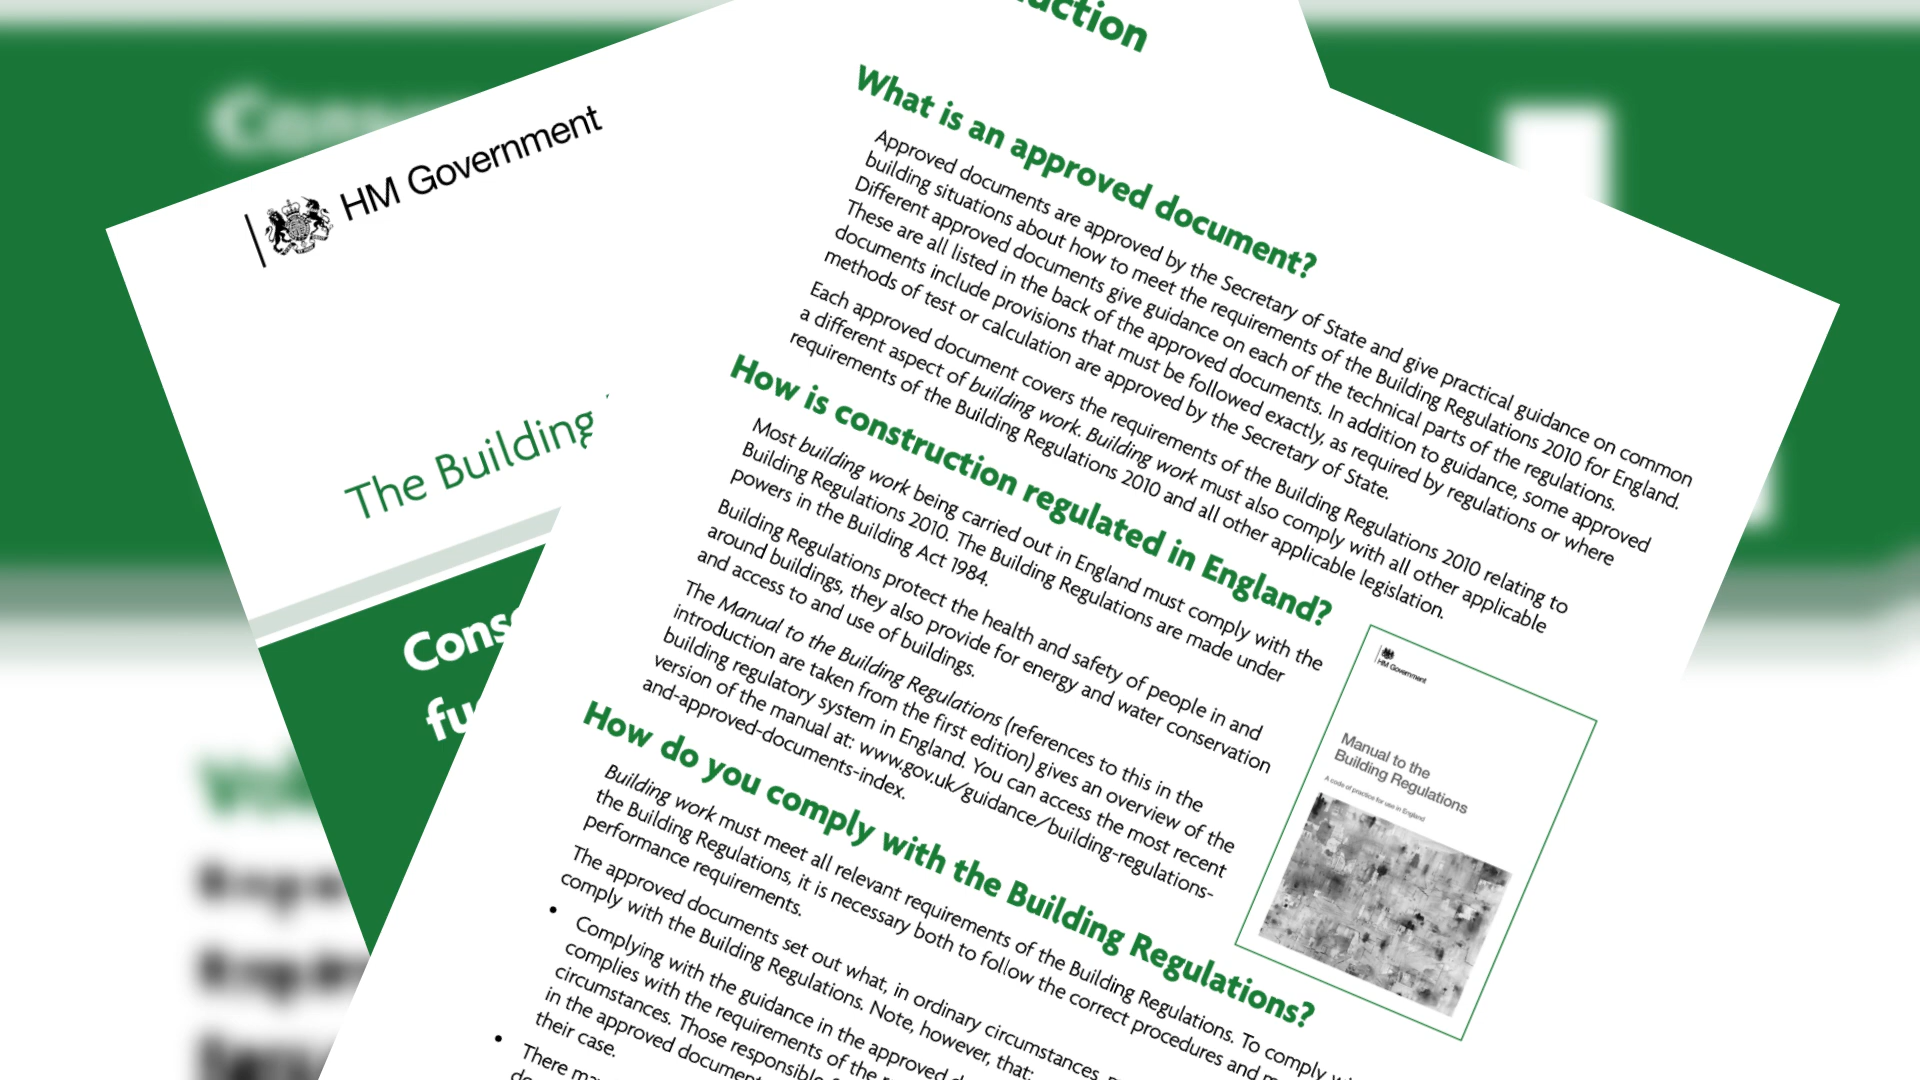 HM Government
The Building
Cons
fu
uction
What is an approved document?
Approved documents are approved by the Secretary of State and give practical guidance on common
building situations about how to meet the requirements of the Building Regulations 2010 for England.
Different approved documents give guidance on each of the technical parts of the regulations.
These are all listed in the back of the approved documents. In addition to guidance, some approved
documents include provisions that must be followed exactly, as required by regulations or where
methods of test or calculation are approved by the Secretary of State.
Each approved document covers the requirements of the Building Regulations 2010 relating to
a different aspect of building work. Building work must also comply with all other applicable
requirements of the Building Regulations 2010 and all other applicable legislation.
How is construction regulated in England?
Most building work being carried out in England must comply with the
Building Regulations 2010. The Building Regulations are made under
powers in the Building Act 1984.
Building Regulations protect the health and safety of people in and
around buildings, they also provide for energy and water conservation
and access to and use of buildings.
The Manual to the Building Regulations (references to this in the
introduction are taken from the first edition) gives an overview of the
building regulatory system in England. You can access the most recent
version of the manual at: www.gov.uk/guidance/building-regulations-
and-approved-documents-index.
HM Government
Manual to the
Building Regulations
A code of practice for use in England
How do you comply with the Building Regulations?
Building work must meet all relevant requirements of the Building Regulations. To comply wi
the Building Regulations, it is necessary both to follow the correct procedures and m
performance requirements.
The approved documents set out what, in ordinary circumstances,
comply with the Building Regulations. Note, however, that:
• Complying with the guidance in the approved d
complies with the requirements of the
circumstances. Those responsible
in the approved document
their case.
• There ma